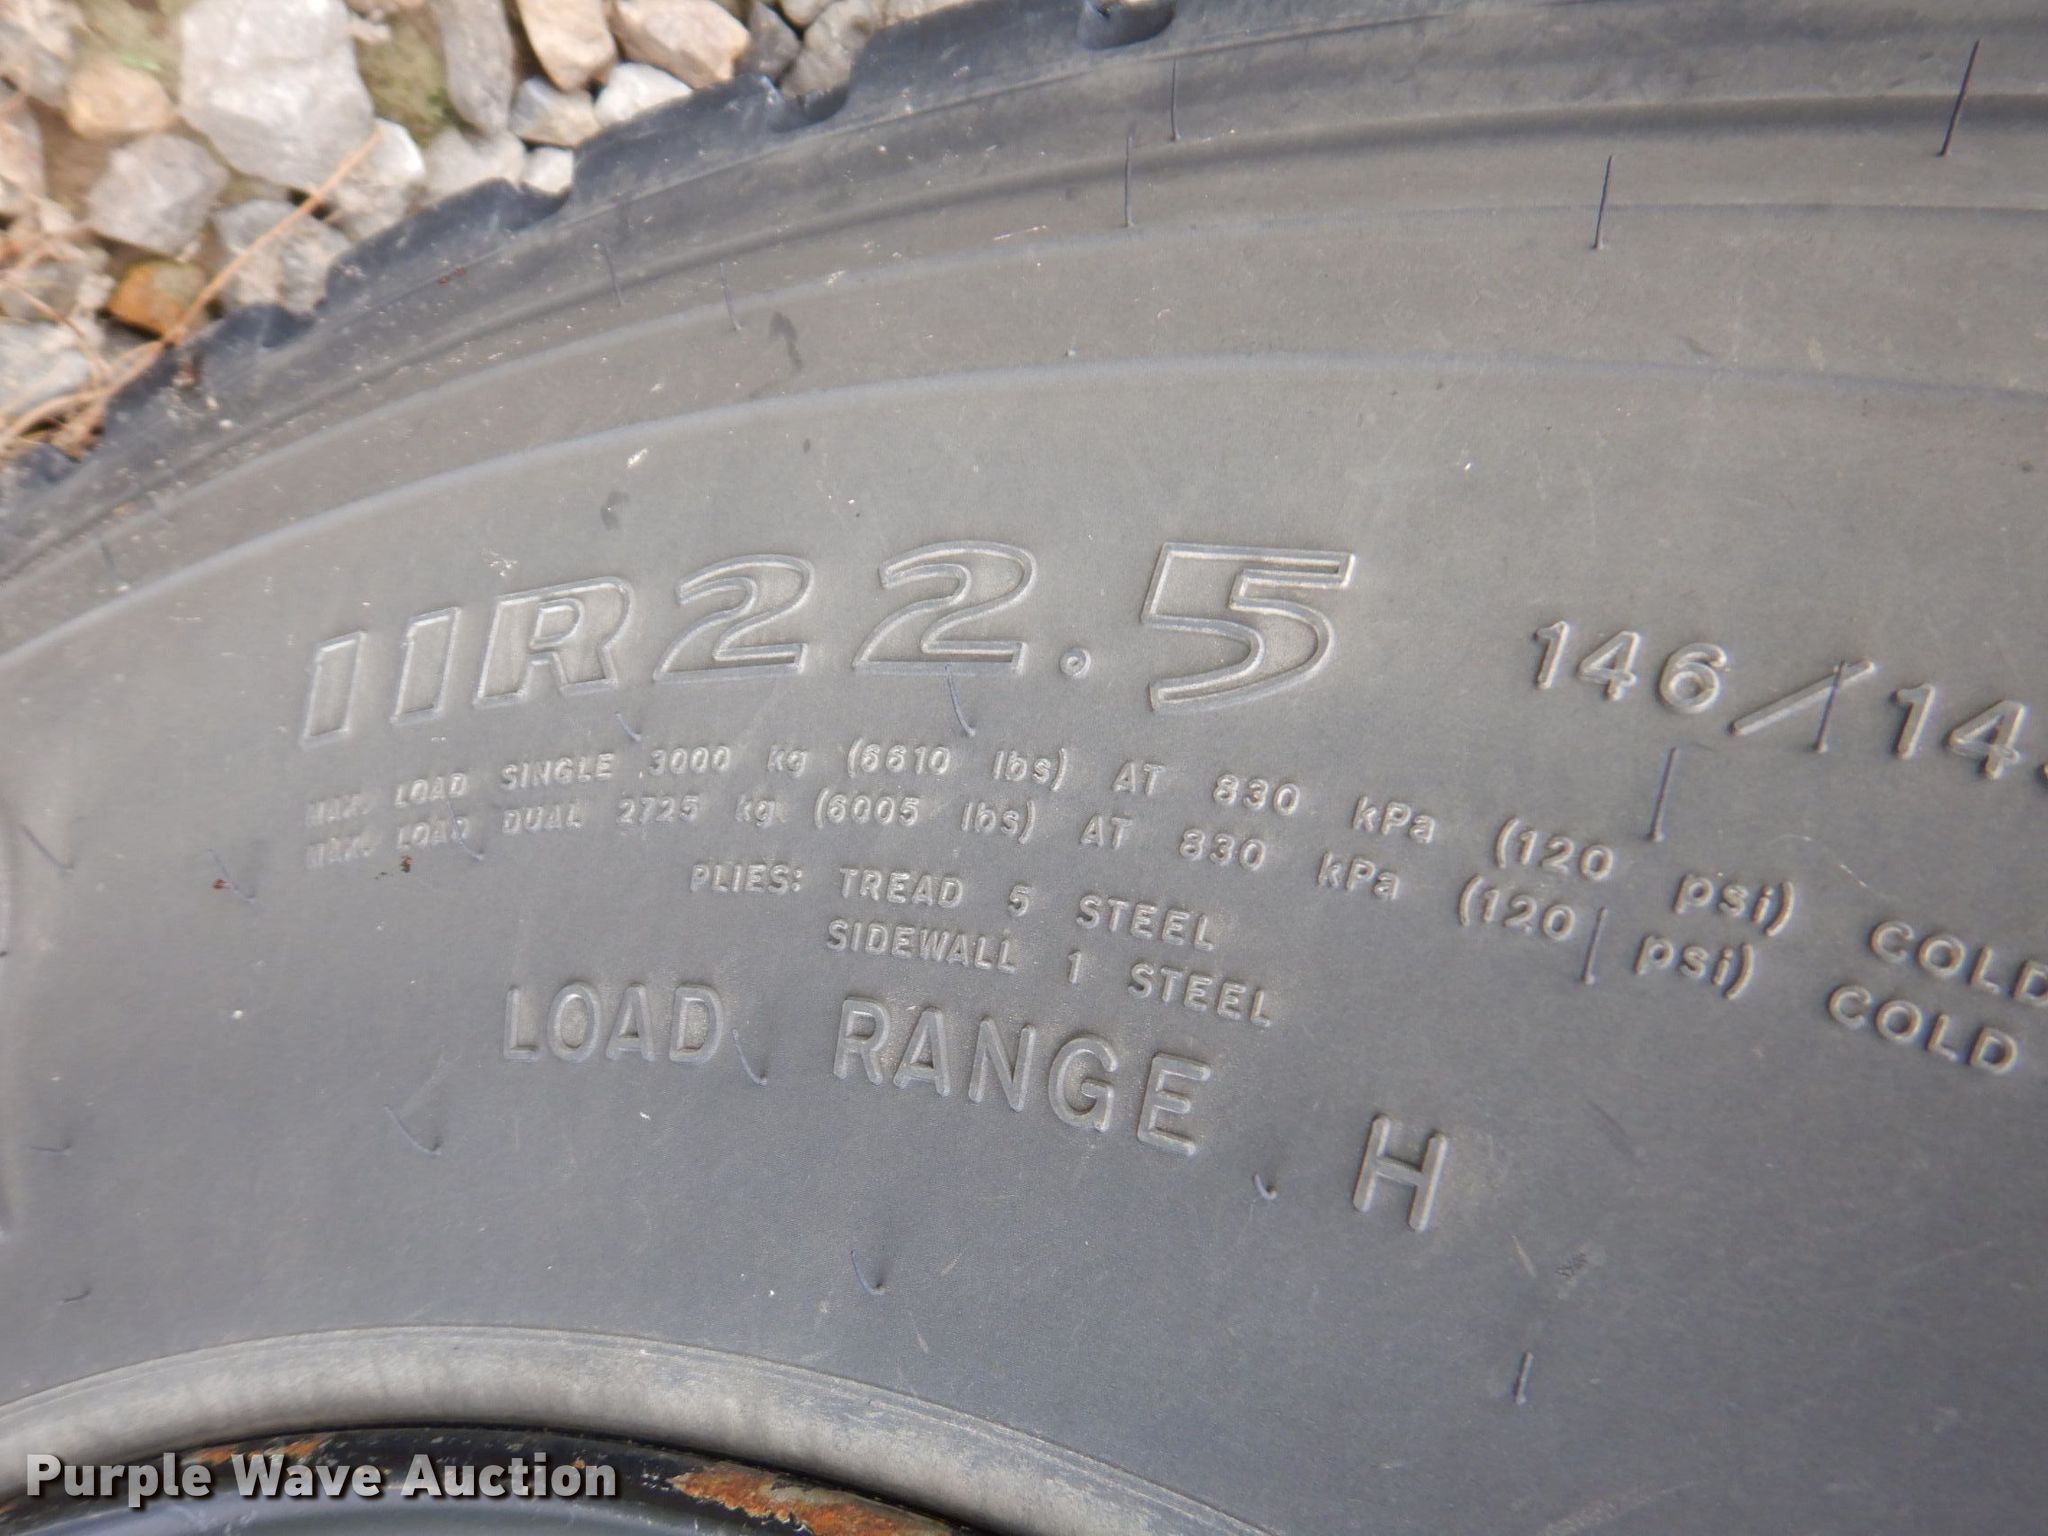 11R22.5 146/14
MAX. LOAD SINGLE 3000 kg (6610 lbs) AT 830 kPa (120 psi) COLD
MAX. LOAD DUAL 2725 kg (6005 lbs) AT 830 kPa (120 psi) COLD
PLIES: TREAD 5 STEEL
SIDEWALL 1 STEEL
LOAD RANGE H
Purple Wave Auction